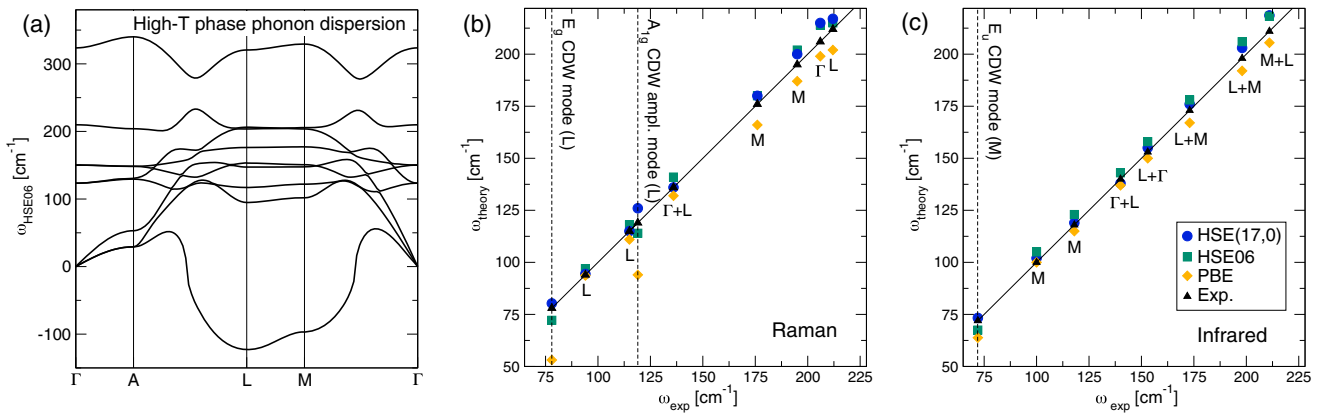 (a)
High-T phase phonon dispersion
ω_HSE06 [cm⁻¹]
300
200
100
0
-100
Γ A L M Γ
(b)
ω_theory [cm⁻¹]
200
175
150
125
100
75
50
E_g CDW mode (L)
A_1g CDW ampl. mode (L)
L
L
Γ+L
M
M
Γ
L
Raman
75 100 125 150 175 200 225
ω_exp [cm⁻¹]
(c)
ω_theory [cm⁻¹]
200
175
150
125
100
75
50
E_u CDW mode (M)
M
M
Γ+L
L+Γ
L+M
L+M
M+L
HSE(17,0)
HSE06
PBE
Exp.
Infrared
75 100 125 150 175 200 225
ω_exp [cm⁻¹]